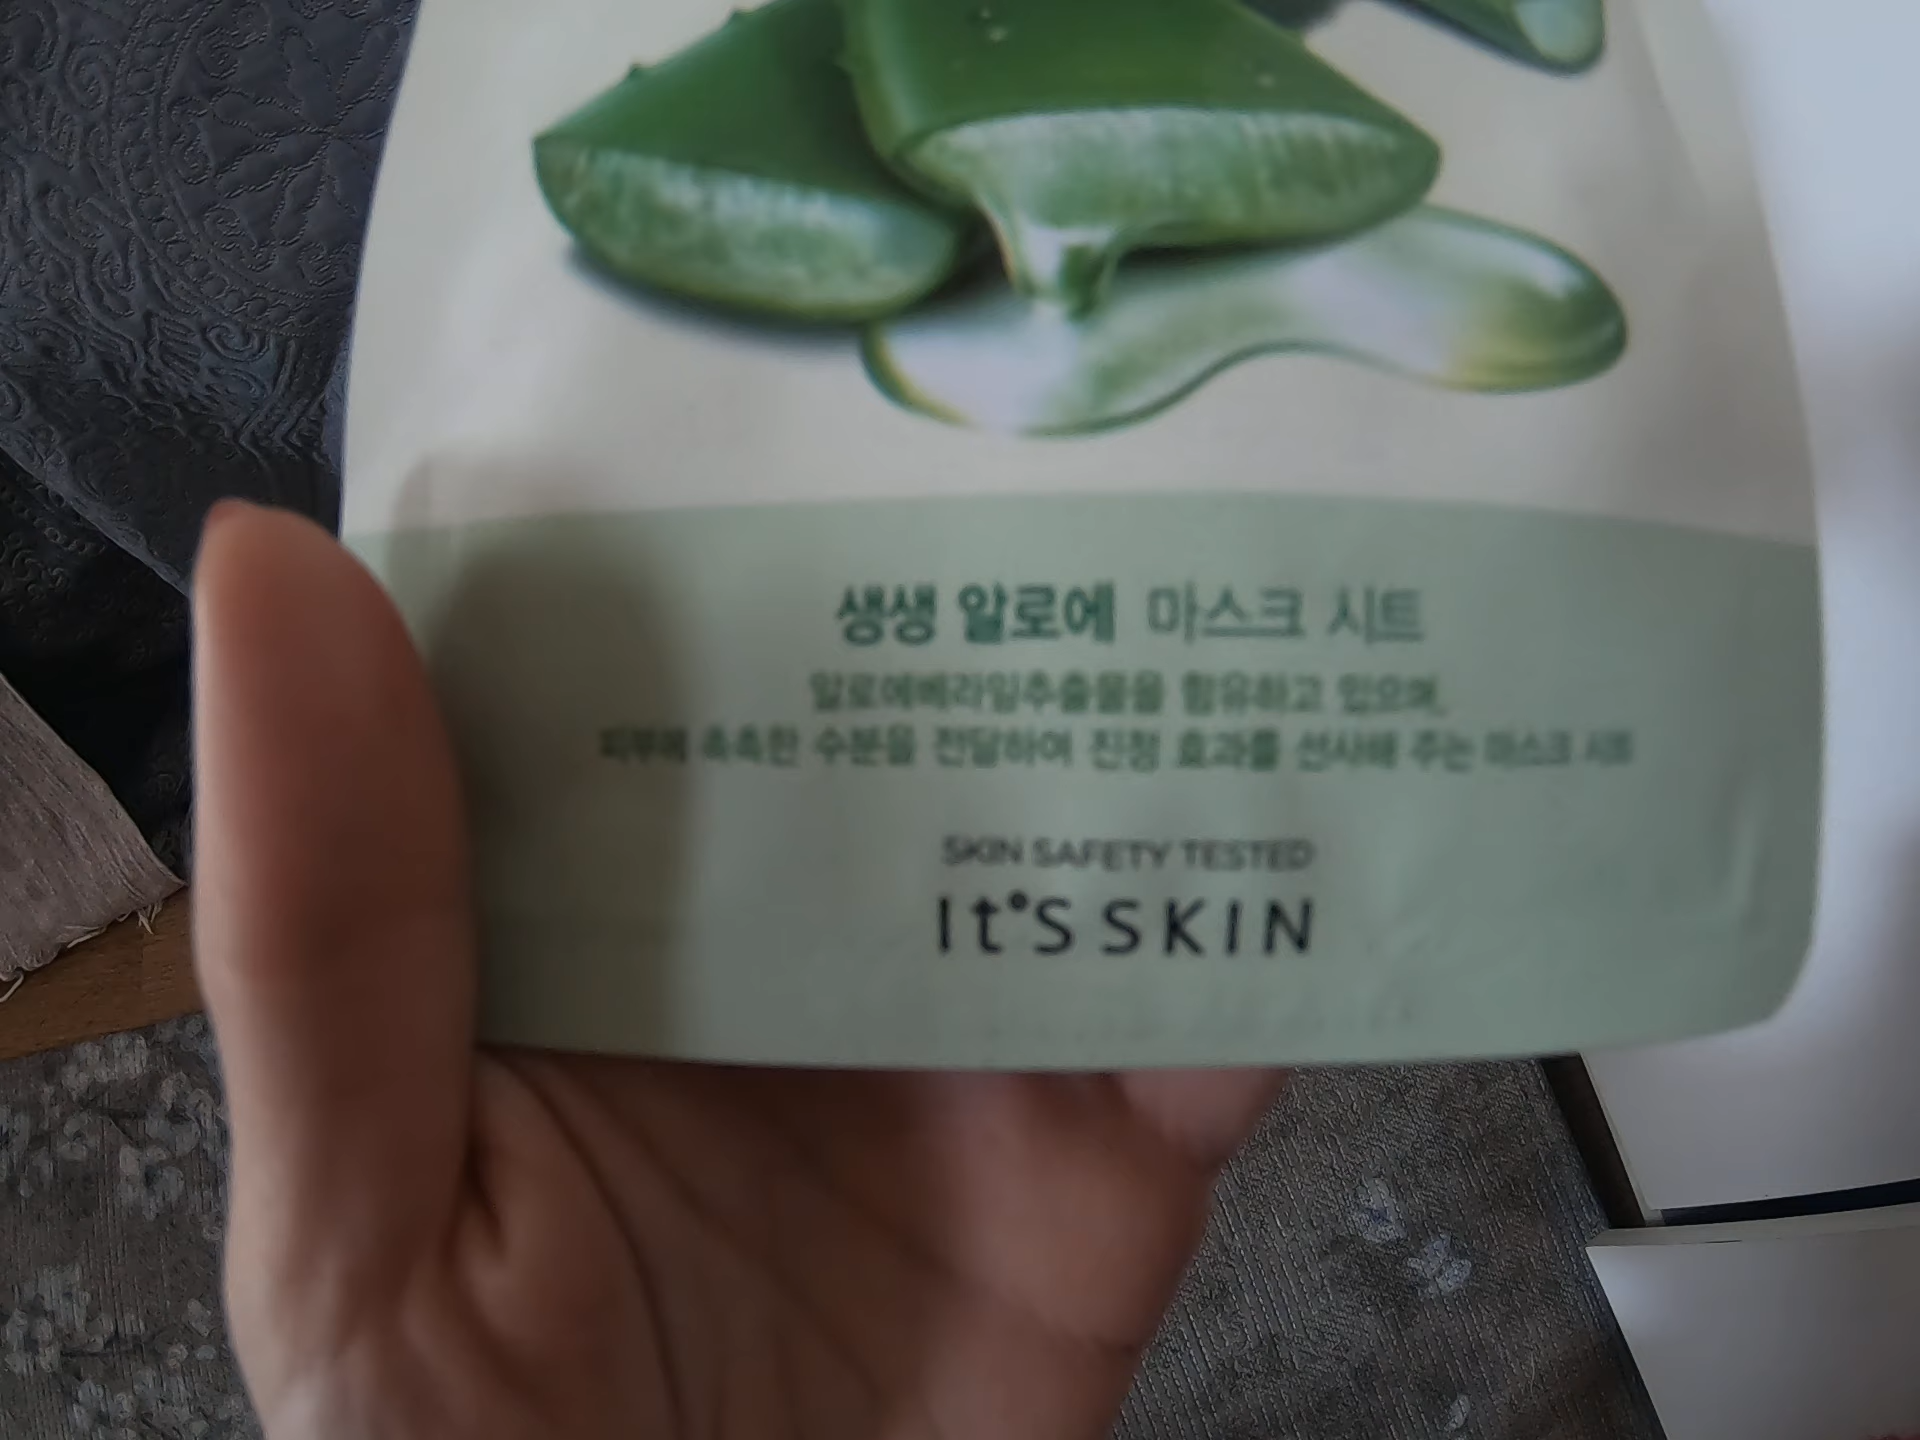 생생 알로에 마스크 시트
알로에베라잎추출물을 함유하고 있으며,
피부에 촉촉한 수분을 전달하여 진정 효과를 선사해 주는 마스크 시트
SKIN SAFETY TESTED
It'S SKIN